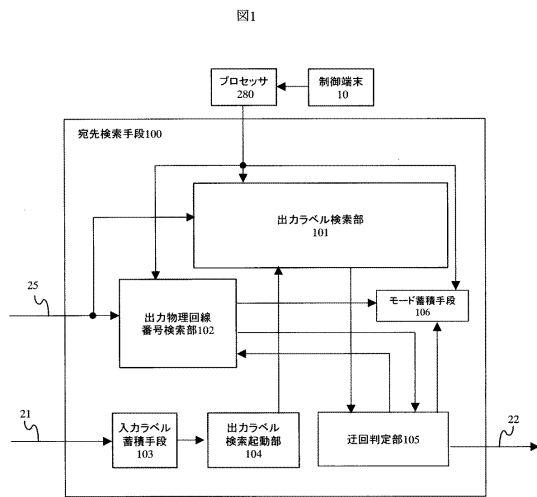 図1
プロセッサ
280
制御端末
10
宛先検索手段100
出力ラベル検索部
101
25
出力物理回線
番号検索部102
モード蓄積手段
106
21
入力ラベル
蓄積手段
103
出力ラベル
検索起動部
104
迂回判定部105
22